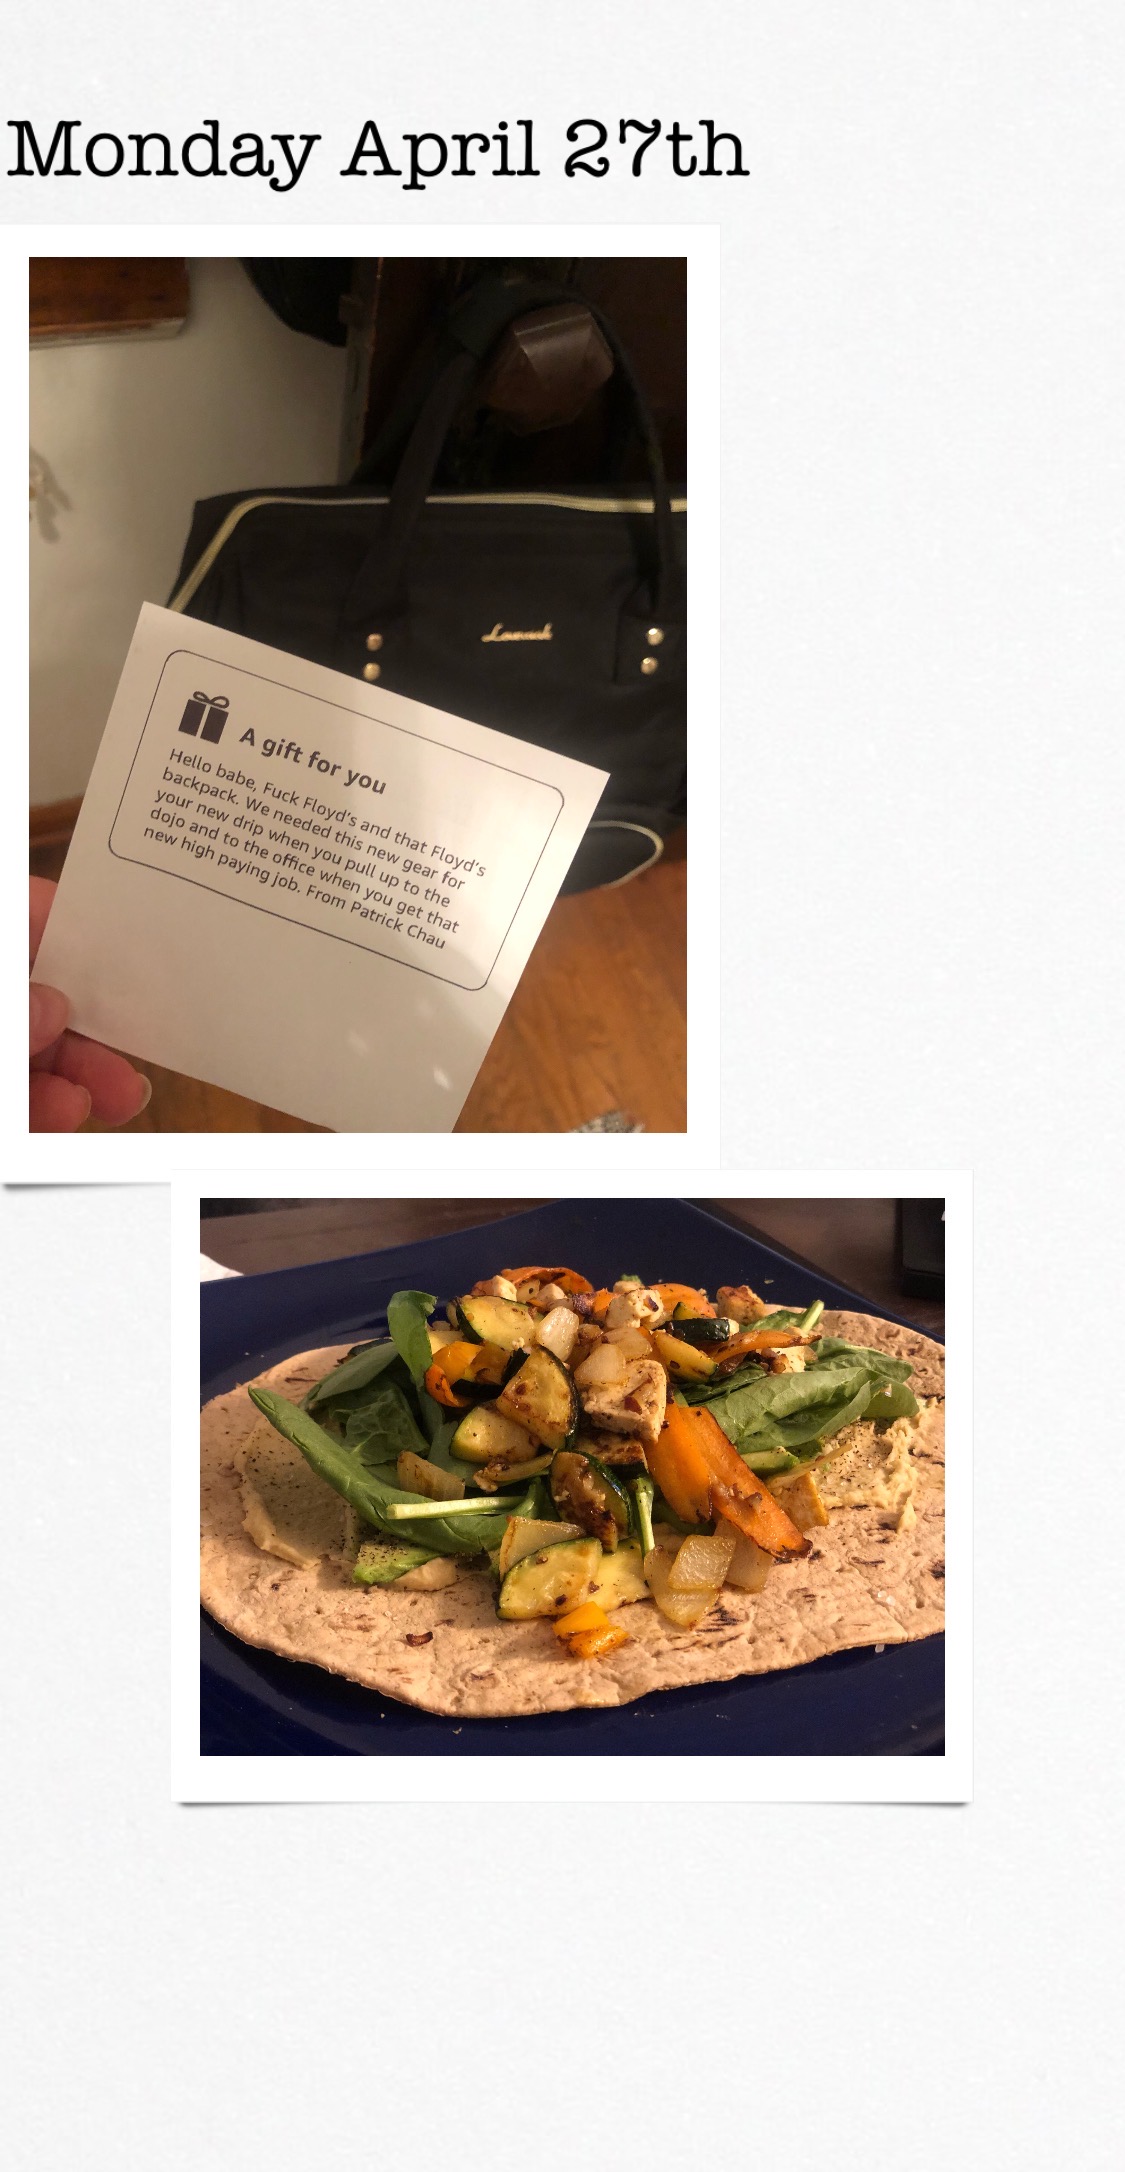 Monday April 27th
A gift for you
Hello babe, Fuck Floyd's and that Floyd's
backpack. We needed this new gear for
your new drip when you pull up to the
dojo and to the office when you get that
new high paying job. From Patrick Chau